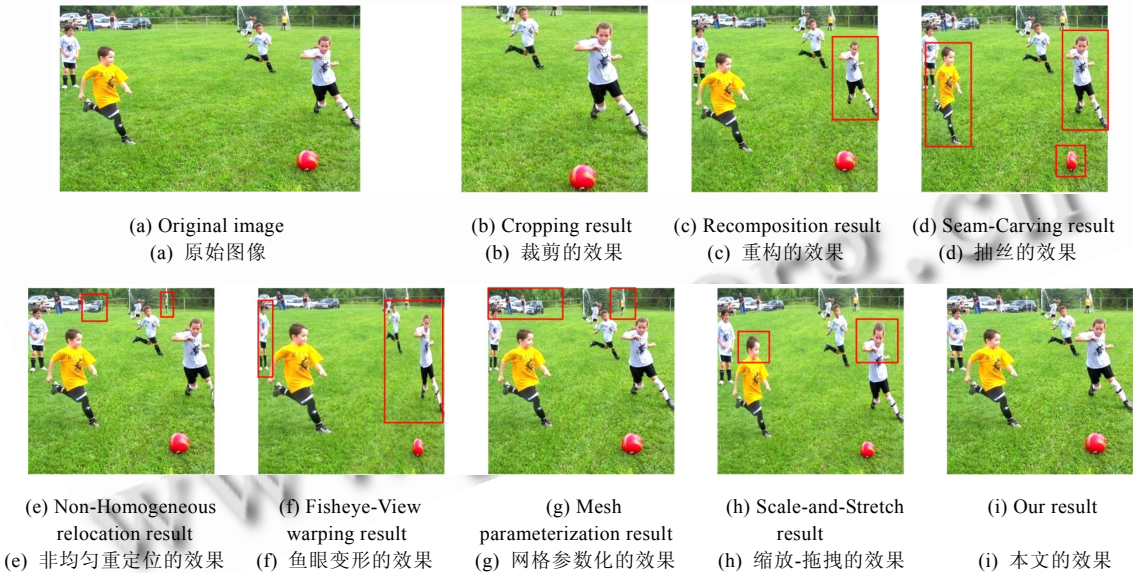 (a) Original image
(b) Cropping result
(c) Recomposition result
(d) Seam-Carving result
(a) 原始图像
(b) 裁剪的效果
(c) 重构的效果
(d) 抽丝的效果
(e) Non-Homogeneous
relocation result
(f) Fisheye-View
warping result
(g) Mesh
parameterization result
(h) Scale-and-Stretch
result
(i) Our result
(e) 非均匀重定位的效果
(f) 鱼眼变形的效果
(g) 网格参数化的效果
(h) 缩放-拖拽的效果
(i) 本文的效果